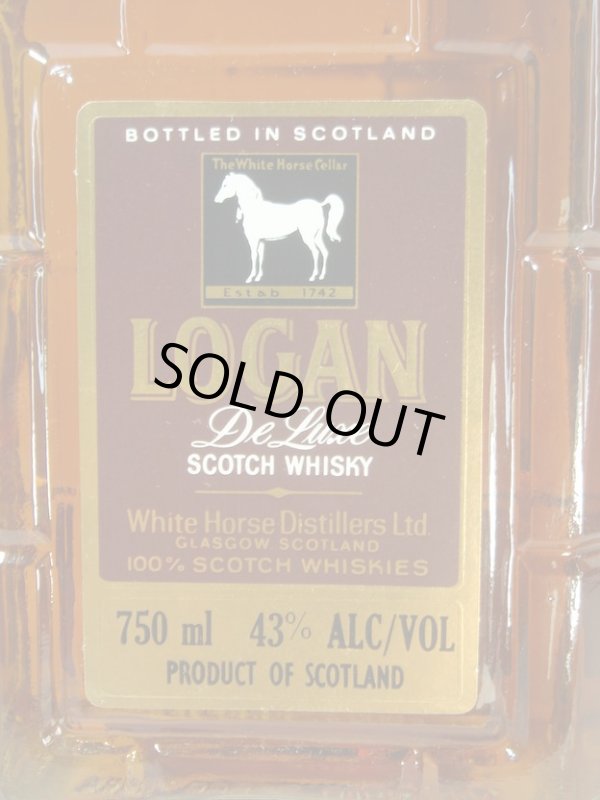 BOTTLED IN SCOTLAND
The White Horse Cellar
Estab 1742
LOGAN
SOLD OUT
De Luxe
SCOTCH WHISKY
White Horse Distillers Ltd.
GLASGOW SCOTLAND
100% SCOTCH WHISKIES
750 ml 43% ALC/VOL
PRODUCT OF SCOTLAND